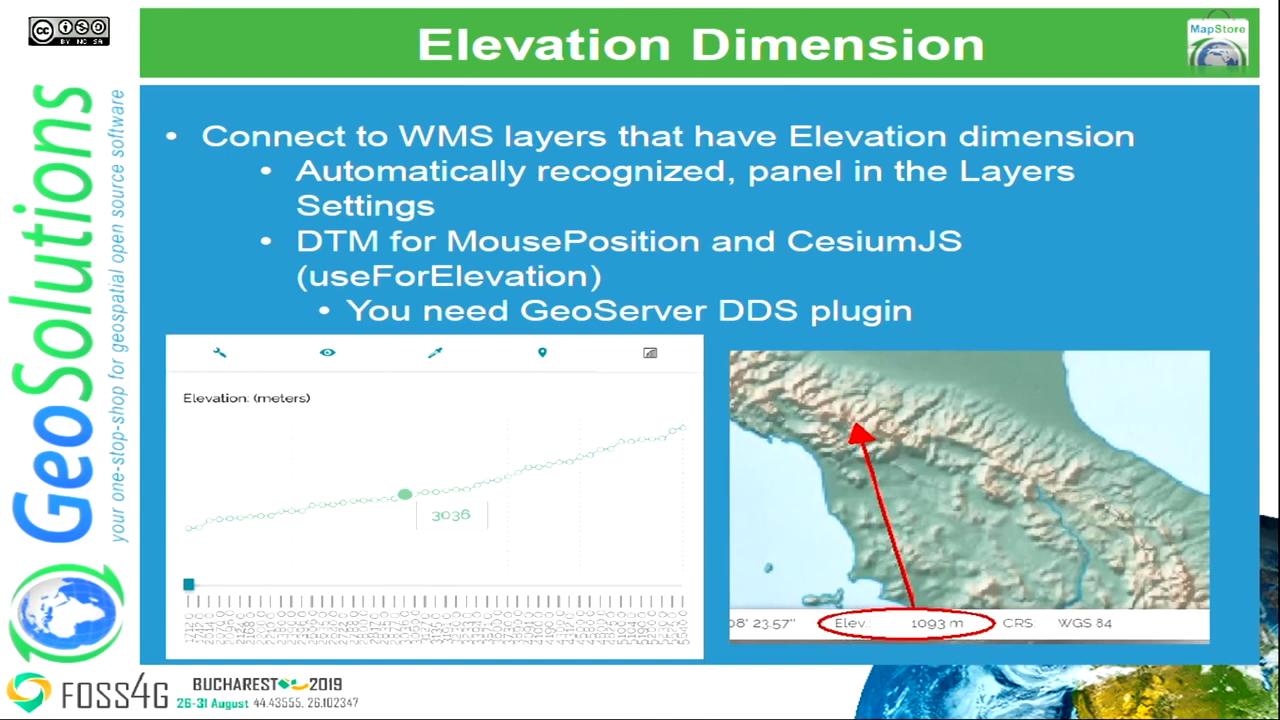 BY NC SA
Elevation Dimension
MapStore
GeoSolutions
your one-stop-shop for geospatial open source software
• Connect to WMS layers that have Elevation dimension
• Automatically recognized, panel in the Layers
Settings
• DTM for MousePosition and CesiumJS
(useForElevation)
• You need GeoServer DDS plugin
Elevation: (meters)
3036
08' 23.57" Elev.: 1093 m CRS WGS 84
FOSS4G
BUCHAREST 2019
26-31 August 44.43555, 26.102347